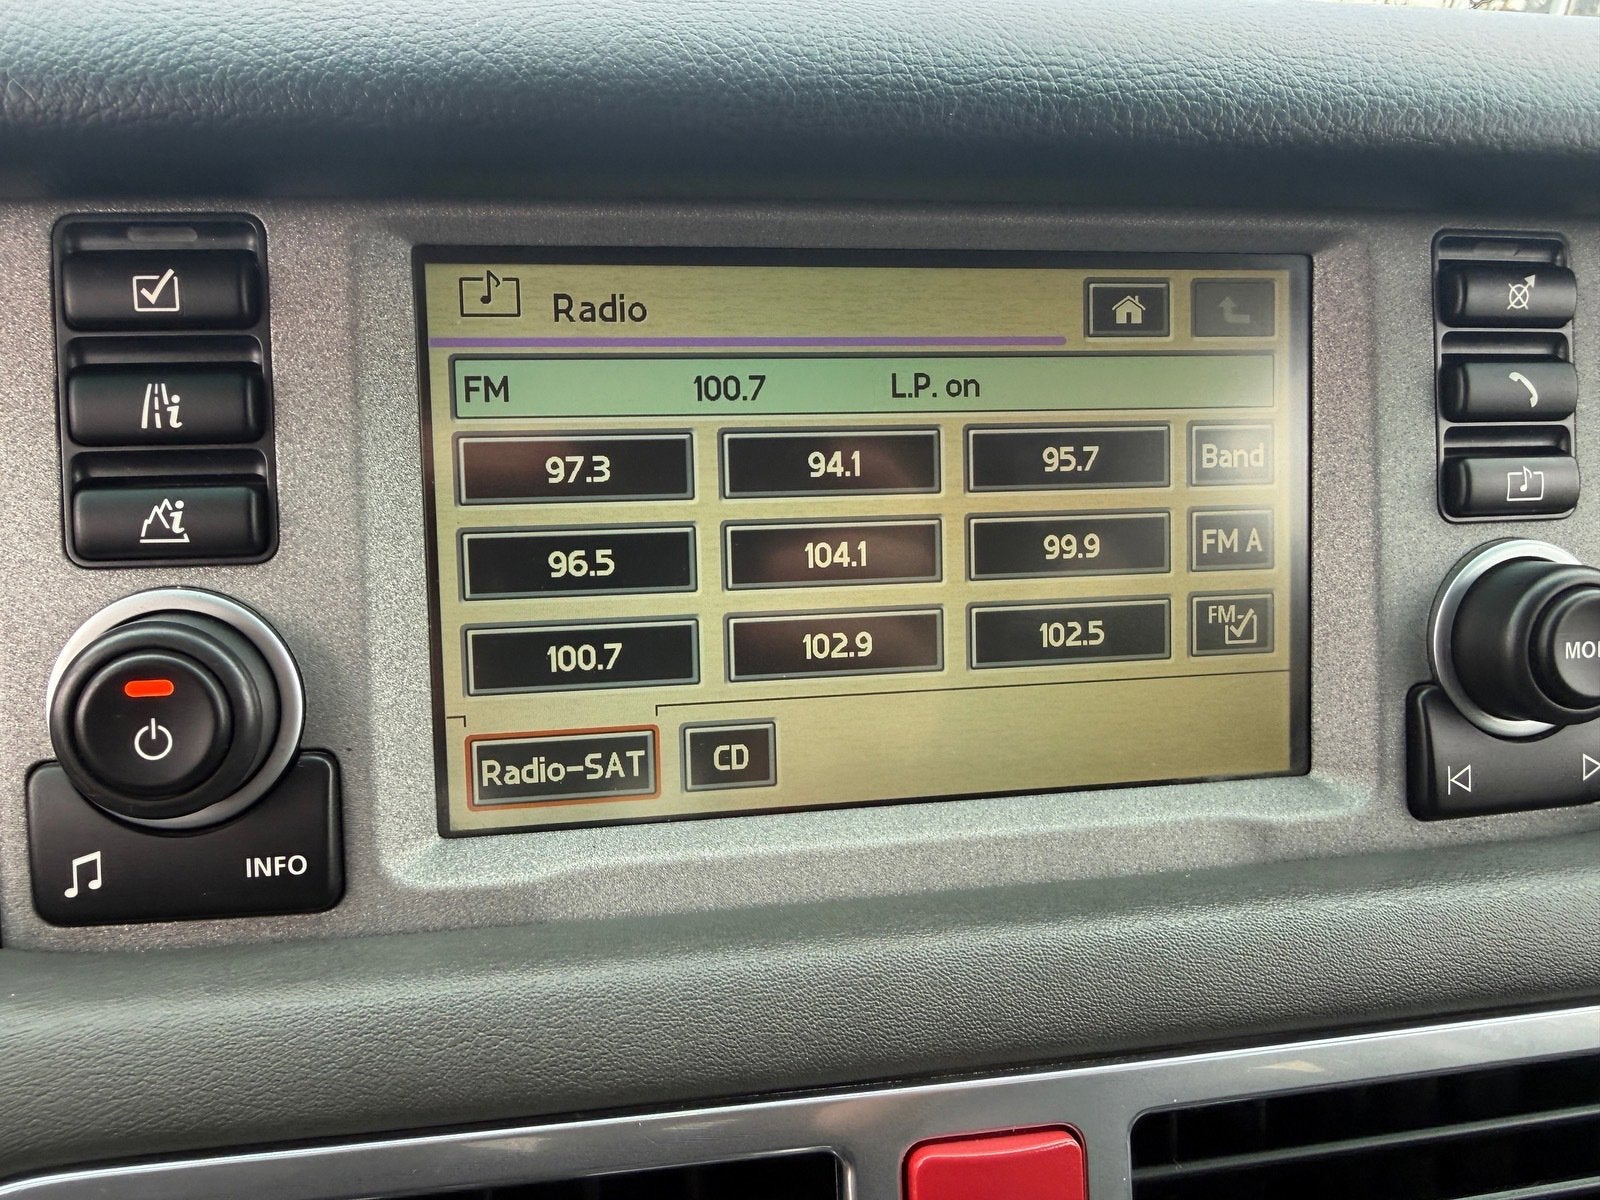 Radio
FM 100.7 L.P. on
97.3 94.1 95.7 Band
96.5 104.1 99.9 FM A
100.7 102.9 102.5 FM-
Radio-SAT CD
INFO